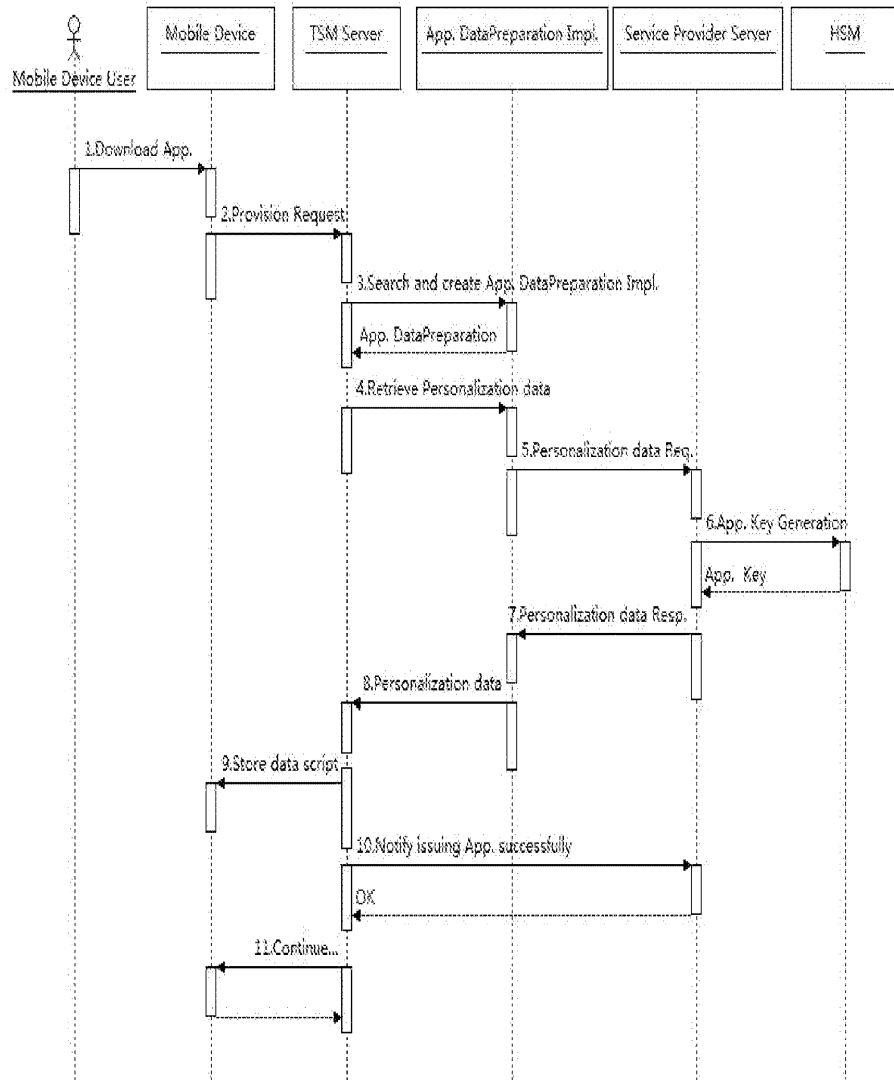 Mobile Device User
Mobile Device
TSM Server
App. DataPreparation Impl.
Service Provider Server
HSM
1.Download App.
2.Provision Request
3.Search and create App. DataPreparation Impl.
App. DataPreparation
4.Retrieve Personalization data
5.Personalization data Req.
6.App. Key Generation
App. Key
7.Personalization data Resp.
8.Personalization data
9.Store data script
10.Notify issuing App. successfully
OK
11.Continue...